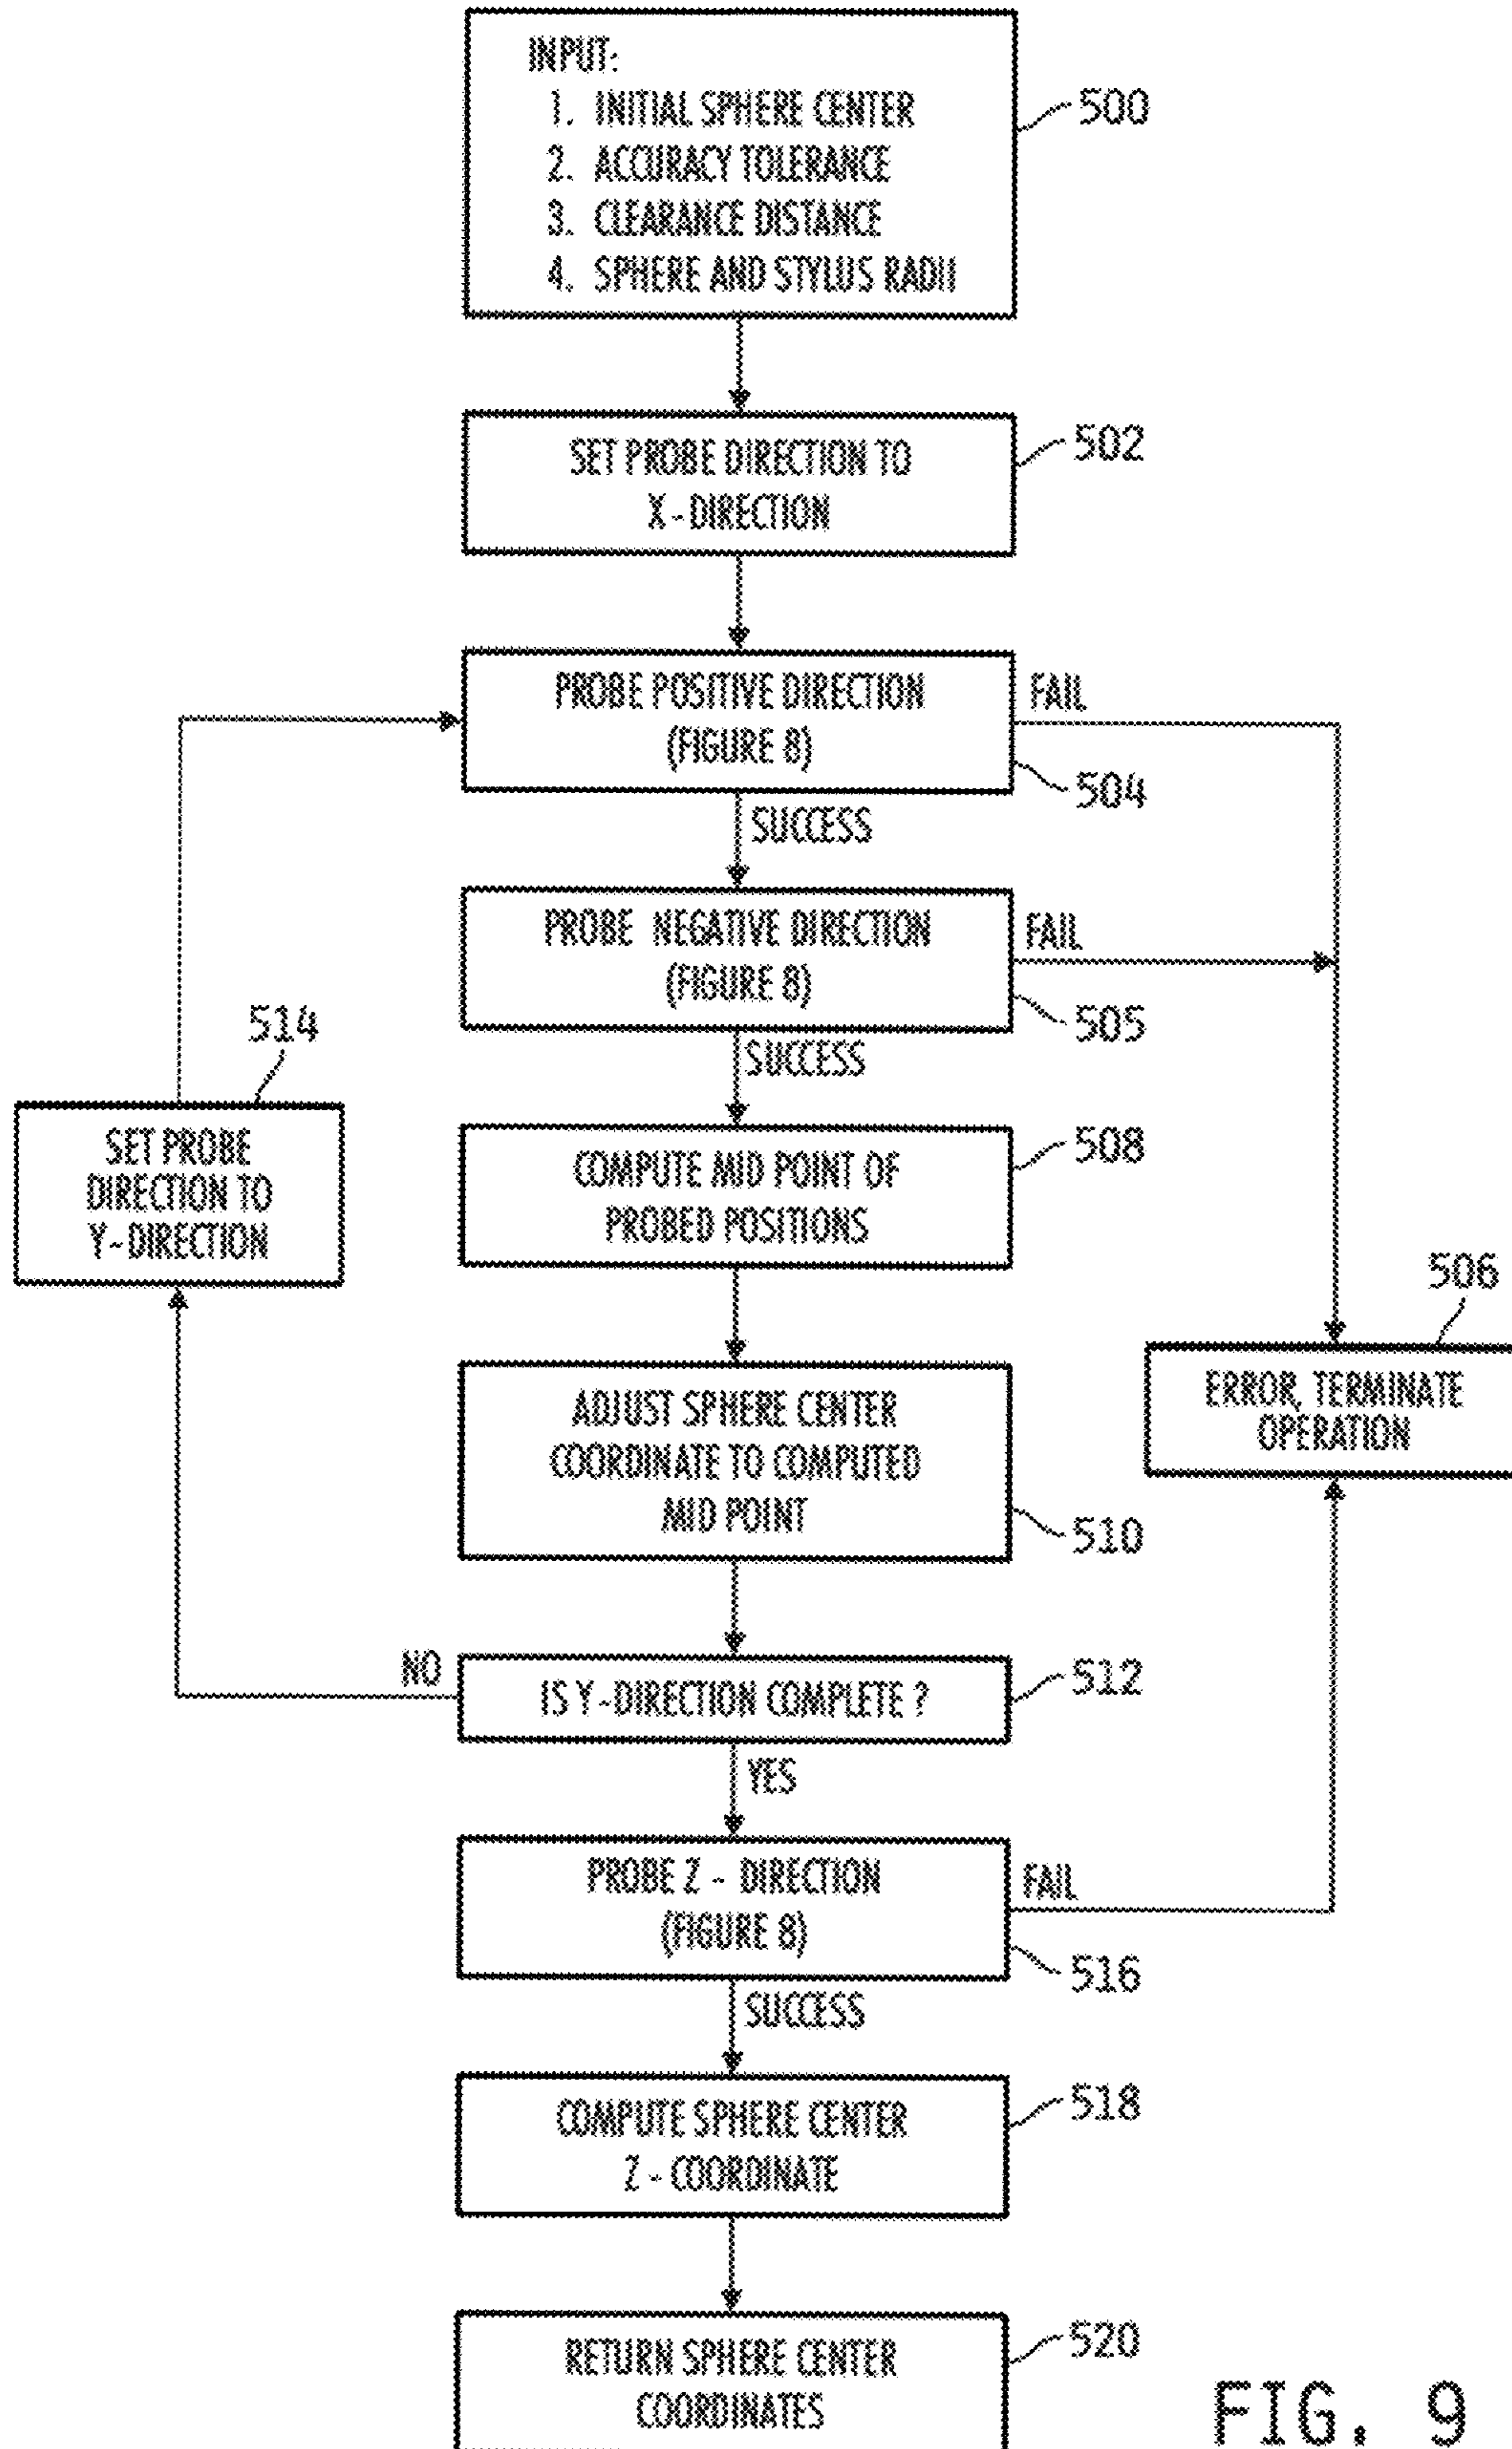 INPUT:
1. INITIAL SPHERE CENTER
2. ACCURACY TOLERANCE
3. CLEARANCE DISTANCE
4. SPHERE AND STYLUS RADII
500
SET PROBE DIRECTION TO
X-DIRECTION
502
PROBE POSITIVE DIRECTION
(FIGURE 8)
FAIL
504
SUCCESS
PROBE NEGATIVE DIRECTION
(FIGURE 8)
FAIL
505
SUCCESS
514
SET PROBE
DIRECTION TO
Y-DIRECTION
COMPUTE MID POINT OF
PROBED POSITIONS
508
506
ERROR, TERMINATE
OPERATION
ADJUST SPHERE CENTER
COORDINATE TO COMPUTED
MID POINT
510
NO
IS Y-DIRECTION COMPLETE ?
512
YES
PROBE Z - DIRECTION
(FIGURE 8)
FAIL
516
SUCCESS
COMPUTE SPHERE CENTER
Z - COORDINATE
518
RETURN SPHERE CENTER
COORDINATES
520
FIG. 9